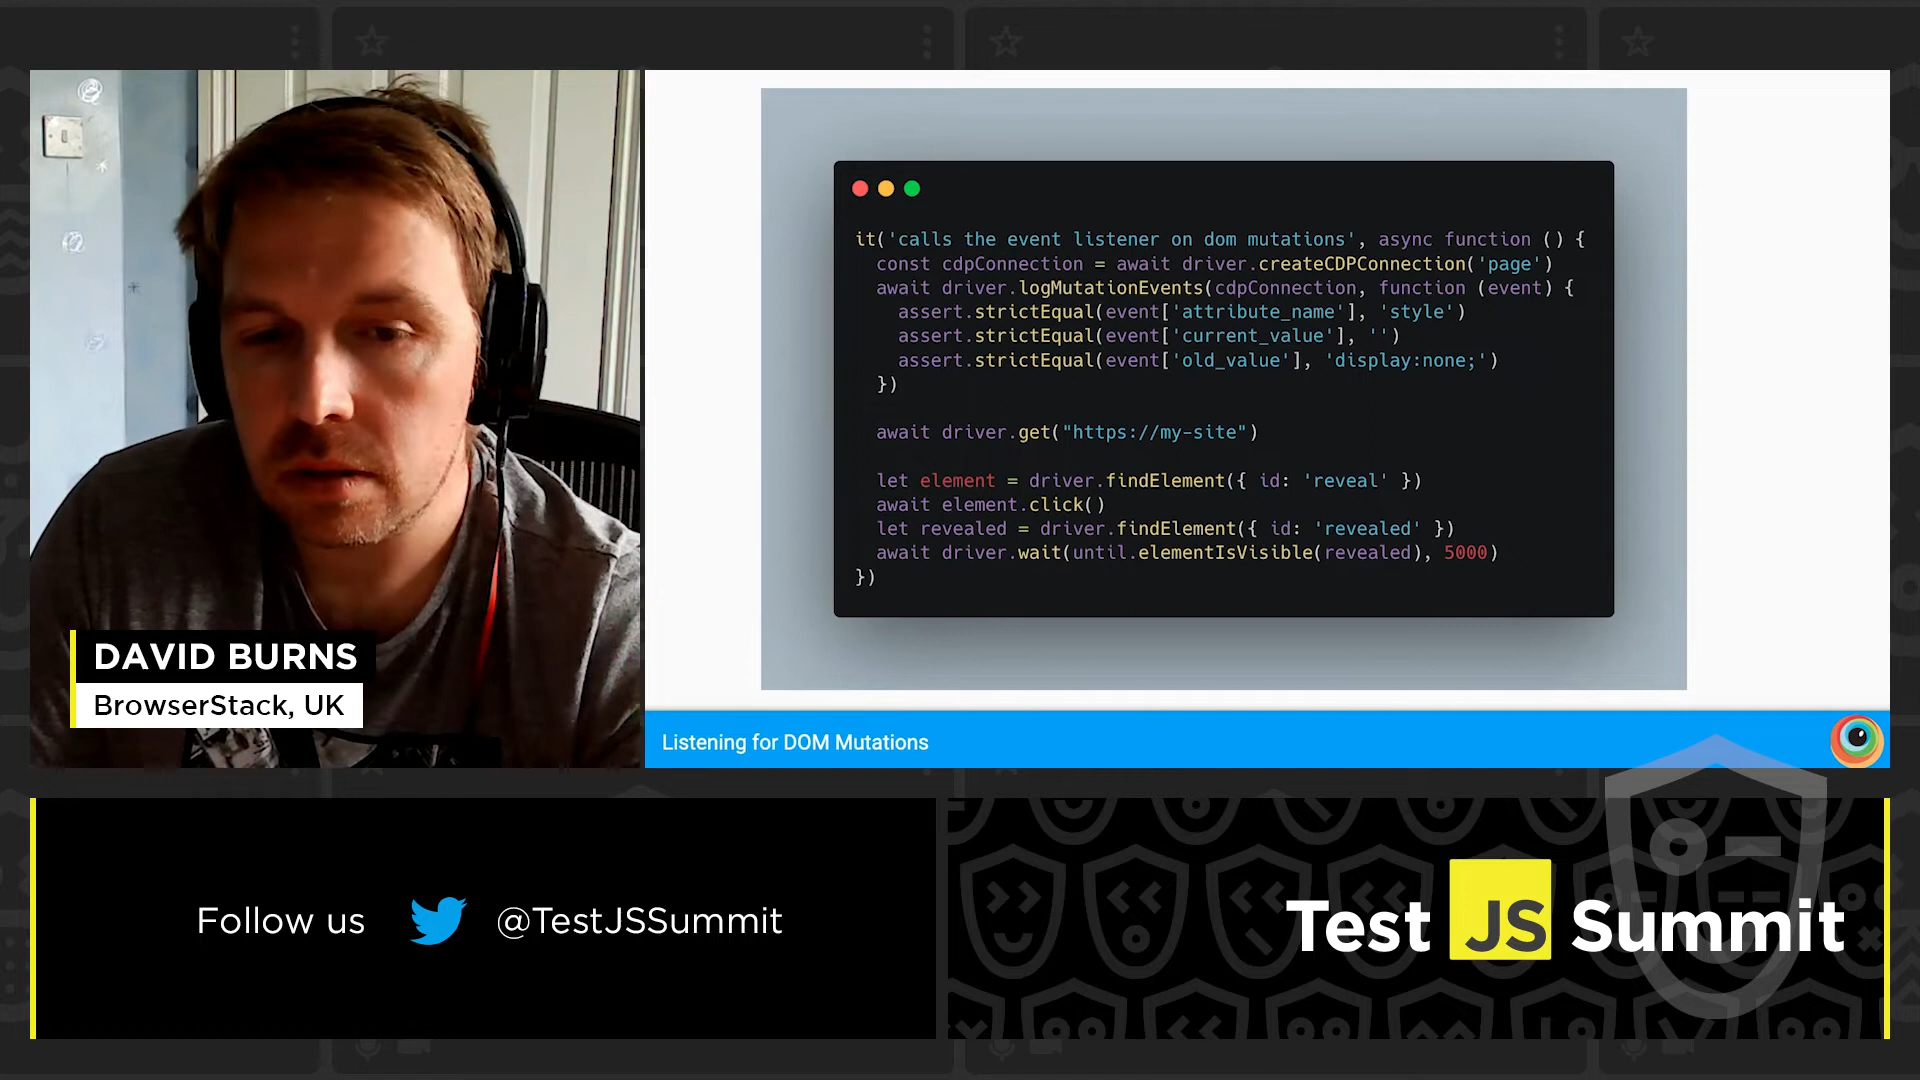 it('calls the event listener on dom mutations', async function () {
const cdpConnection = await driver.createCDPConnection('page')
await driver.logMutationEvents(cdpConnection, function (event) {
assert.strictEqual(event['attribute_name'], 'style')
assert.strictEqual(event['current_value'], '')
assert.strictEqual(event['old_value'], 'display:none;')
})
await driver.get("https://my-site")
let element = driver.findElement({ id: 'reveal' })
await element.click()
let revealed = driver.findElement({ id: 'revealed' })
await driver.wait(until.elementIsVisible(revealed), 5000)
})
DAVID BURNS
BrowserStack, UK
Listening for DOM Mutations
Follow us @TestJSSummit
Test JS Summit